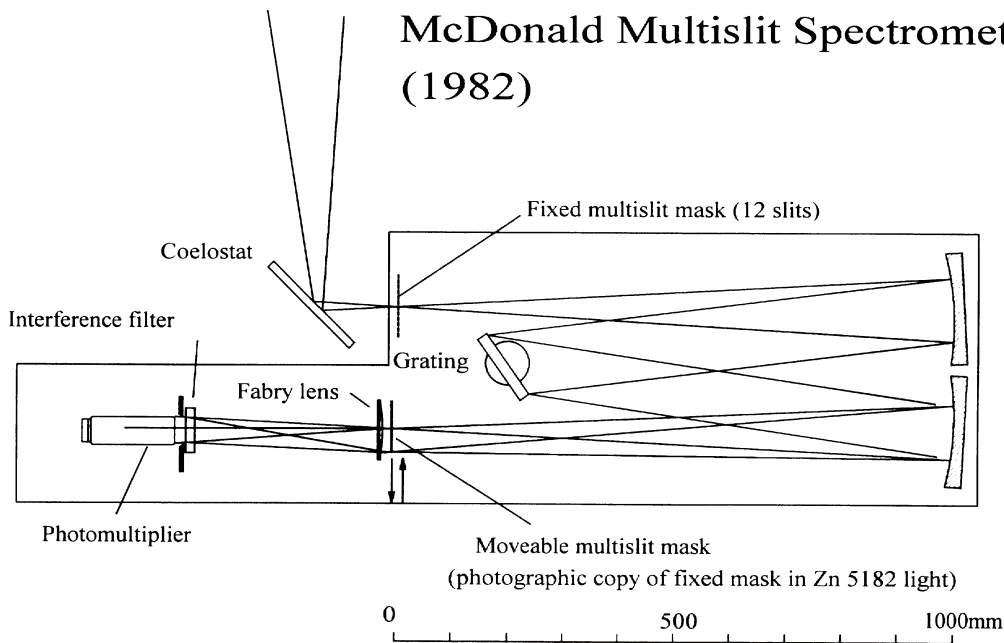 McDonald Multislit Spectromet
(1982)
Fixed multislit mask (12 slits)
Coelostat
Interference filter
Grating
Fabry lens
Photomultiplier
Moveable multislit mask
(photographic copy of fixed mask in Zn 5182 light)
0 500 1000mm